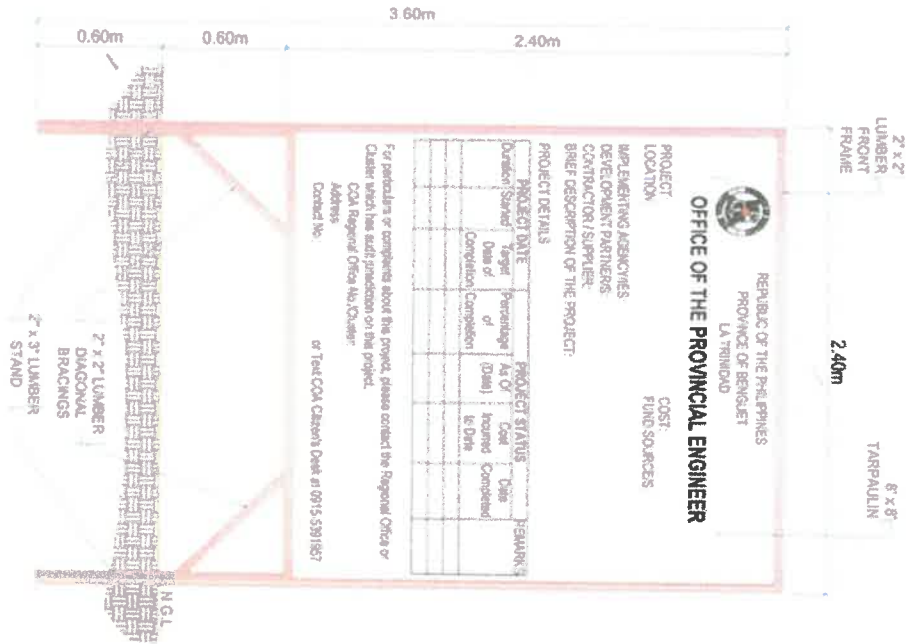 3.60m
0.60m
0.60m
2.40m
2" x 2"
LUMBER
FRONT
FRAME
2.40m
8' x 8'
TARPAULIN
REPUBLIC OF THE PHILIPPINES
PROVINCE OF BENGUET
LA TRINIDAD
OFFICE OF THE PROVINCIAL ENGINEER
PROJECT
COST:
LOCATION
FUND SOURCES
IMPLEMENTING AGENCY/IES
DEVELOPMENT PARTNER/S:
CONTRACTOR / SUPPLIER:
BRIEF DESCRIPTION OF THE PROJECT:
PROJECT DETAILS
PROJECT DATE PROJECT STATUS REMARKS
Duration Started Target Percentage As Of Cost Date
Date of of (Date) Incurred Completed
Completion Completion to Date
For particulars or complaints about this project, please contact the Regional Office or
Cluster which has audit jurisdiction on this project.
COA Regional Office No./Cluster:
Address
Contact No. or Text COA Citizen's Desk at 0915-5391957
N.G.L
2" x 2" LUMBER
DIAGONAL
BRACINGS
2" x 3" LUMBER
STAND